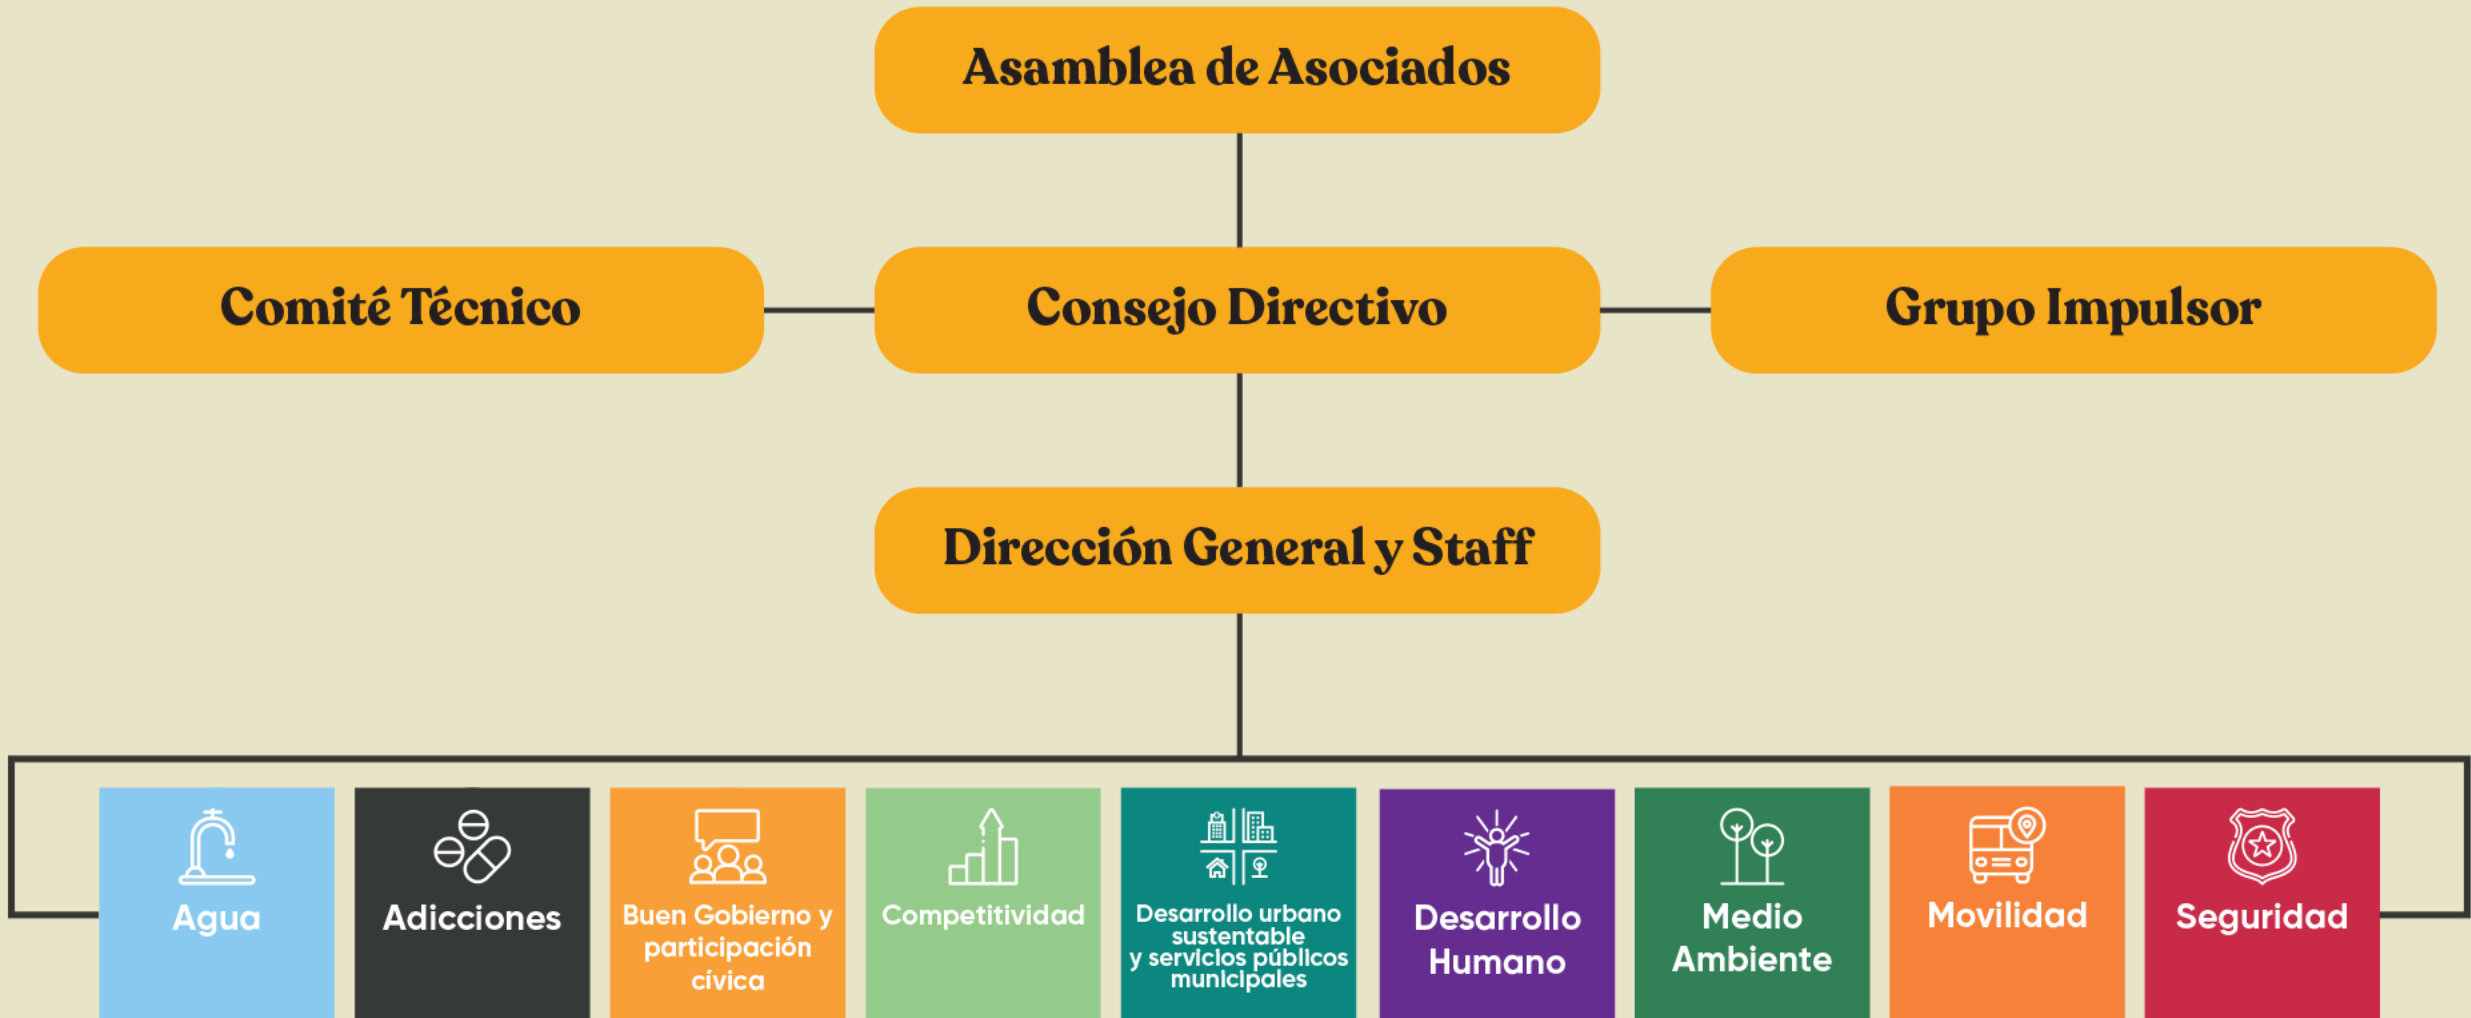 Asamblea de Asociados
Comité Técnico
Consejo Directivo
Grupo Impulsor
Dirección General y Staff
Agua
Adicciones
Buen Gobierno y
participación
cívica
Competitividad
Desarrollo urbano
sustentable
y servicios públicos
municipales
Desarrollo
Humano
Medio
Ambiente
Movilidad
Seguridad